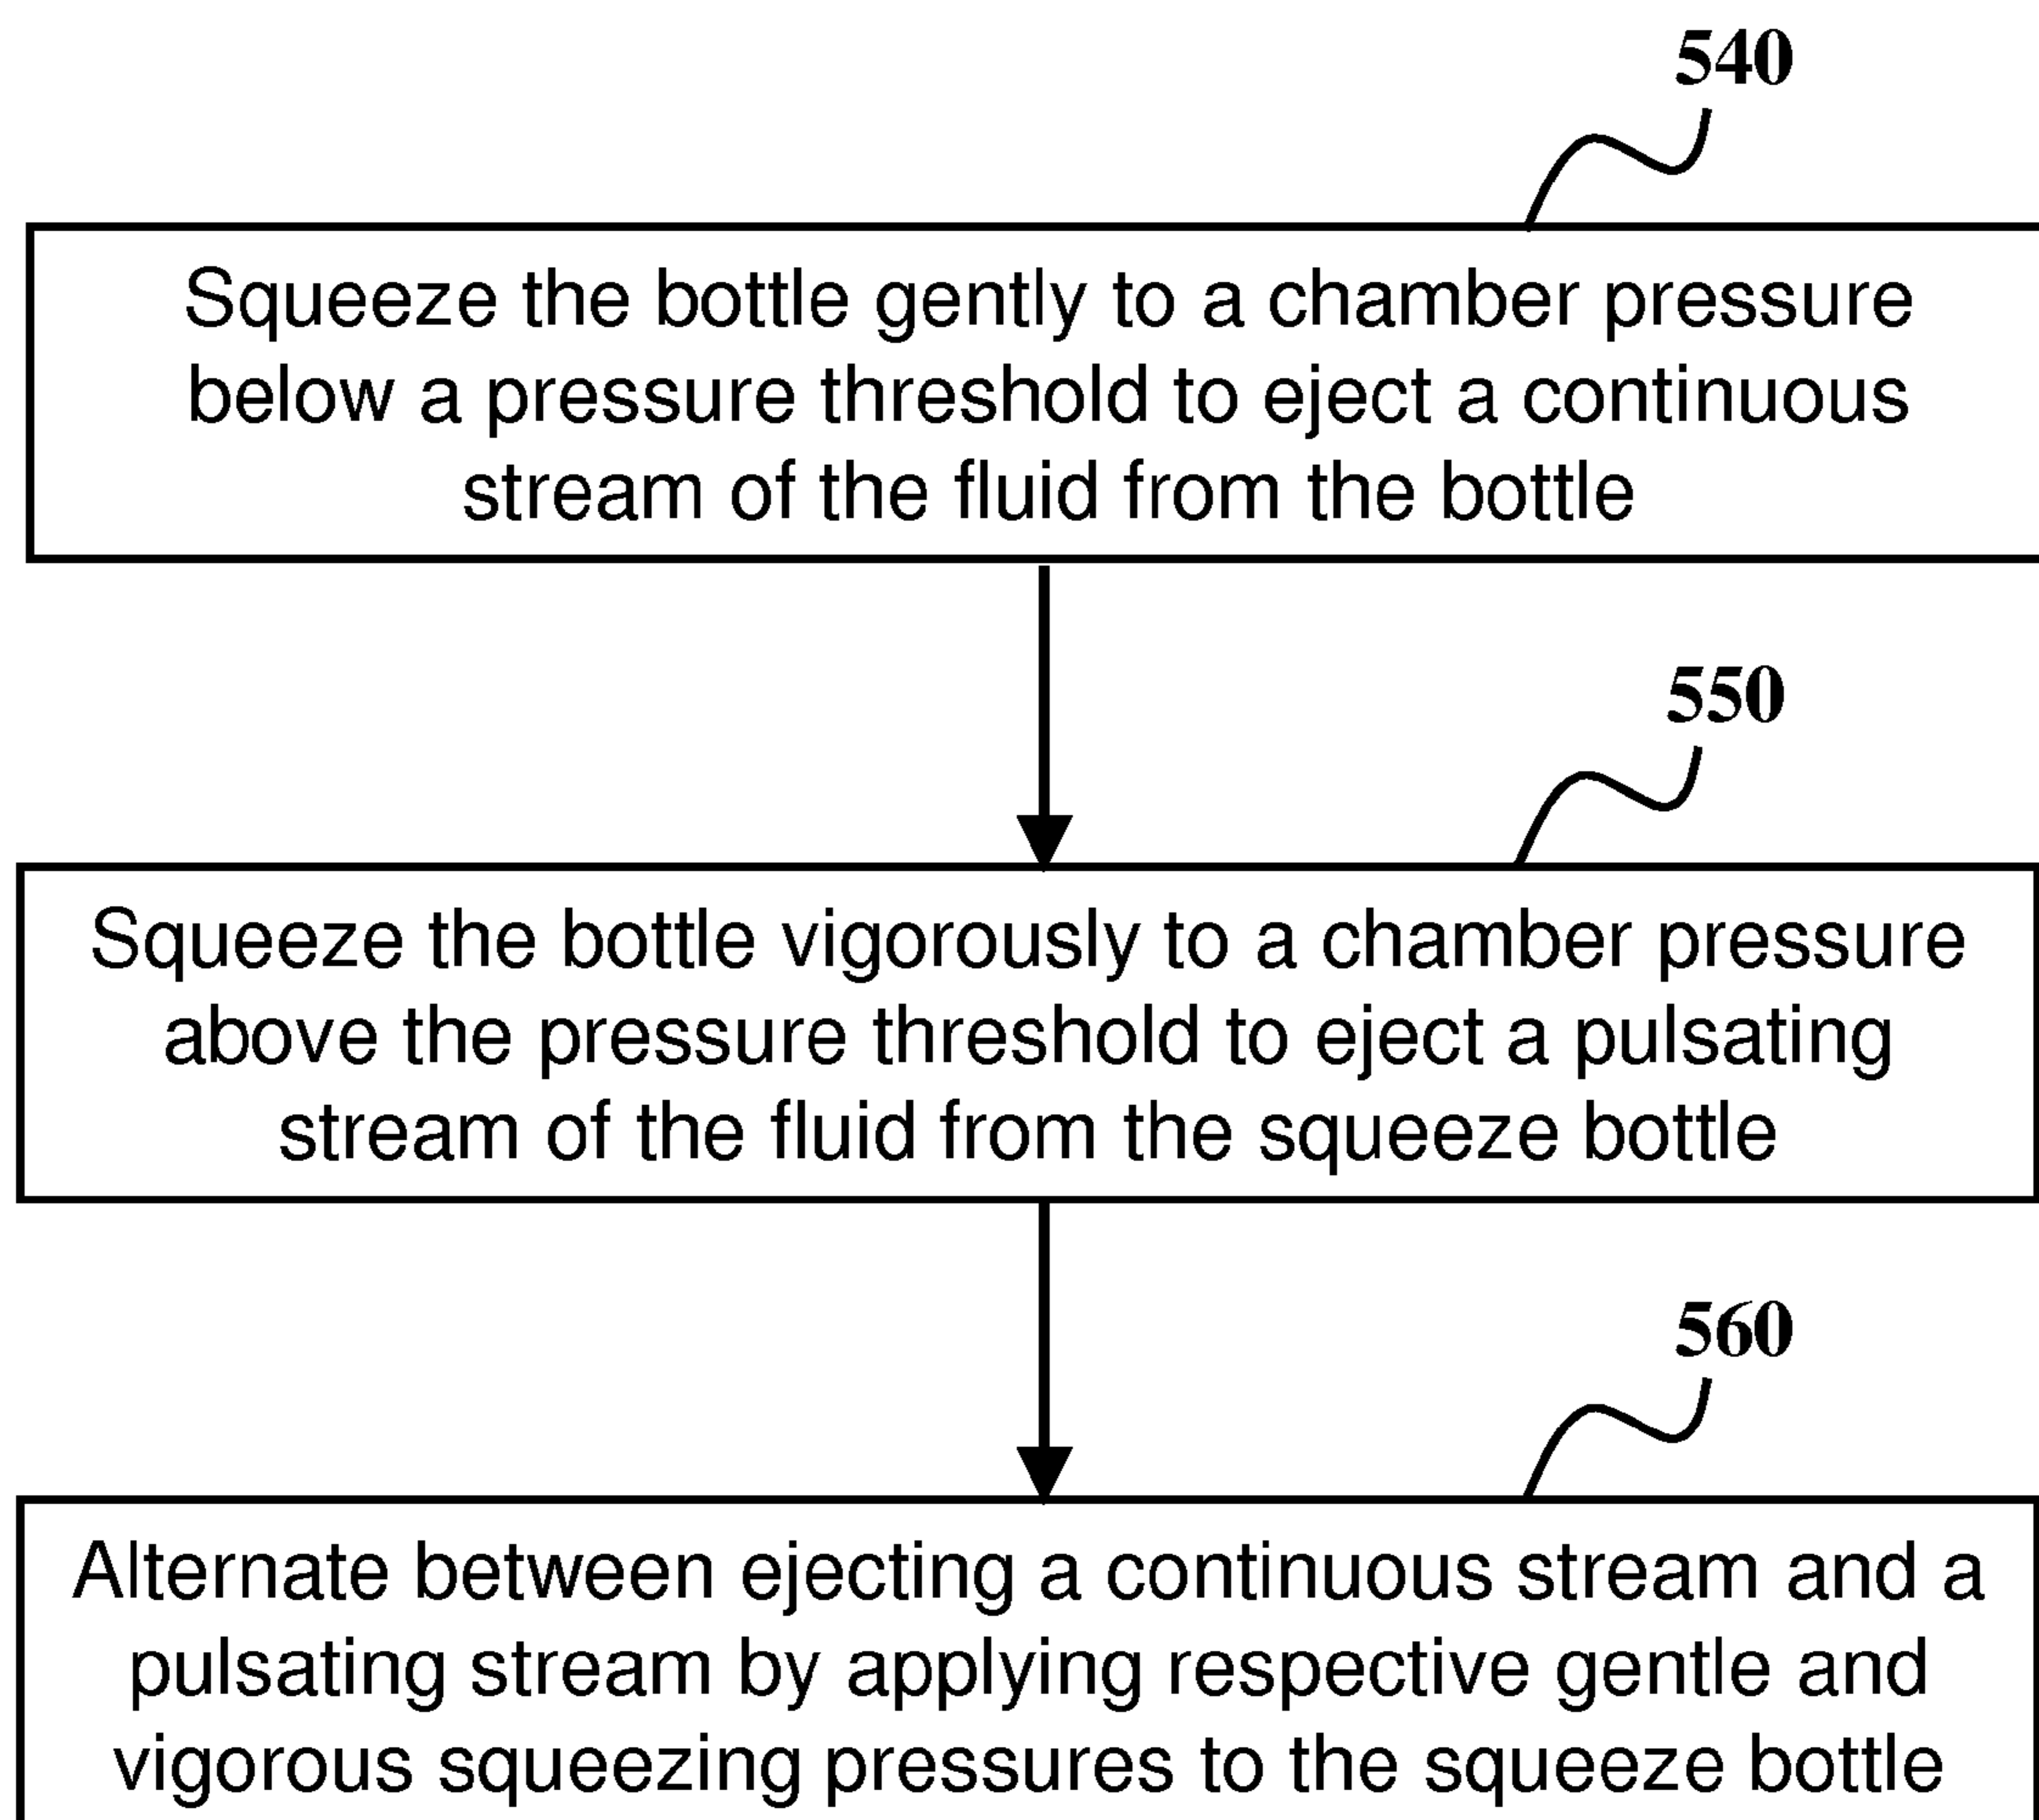 540
Squeeze the bottle gently to a chamber pressure
below a pressure threshold to eject a continuous
stream of the fluid from the bottle
550
Squeeze the bottle vigorously to a chamber pressure
above the pressure threshold to eject a pulsating
stream of the fluid from the squeeze bottle
560
Alternate between ejecting a continuous stream and a
pulsating stream by applying respective gentle and
vigorous squeezing pressures to the squeeze bottle